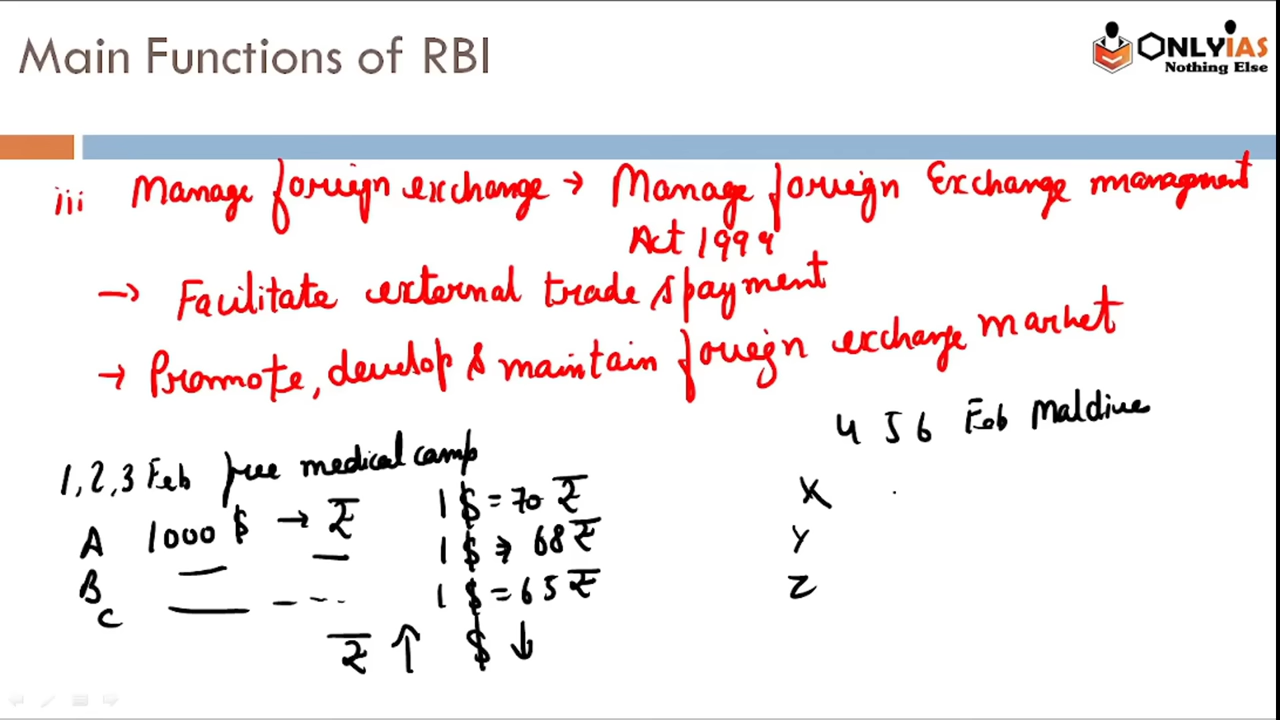 Main Functions of RBI
ONLYIAS
Nothing Else
iii Manage foreign exchange → Manage foreign Exchange managment
Act 1999
→ Facilitate external trade & payment
→ Promote, develop & maintain foreign exchange market
4 5 6 Feb Maldive
1, 2, 3 Feb free medical camp
A 1000 $ → ₹ 1 $ = 70 ₹
1 $ → 68 ₹
B 1 $ = 65 ₹
C
₹ ↑ $ ↓
X
Y
Z